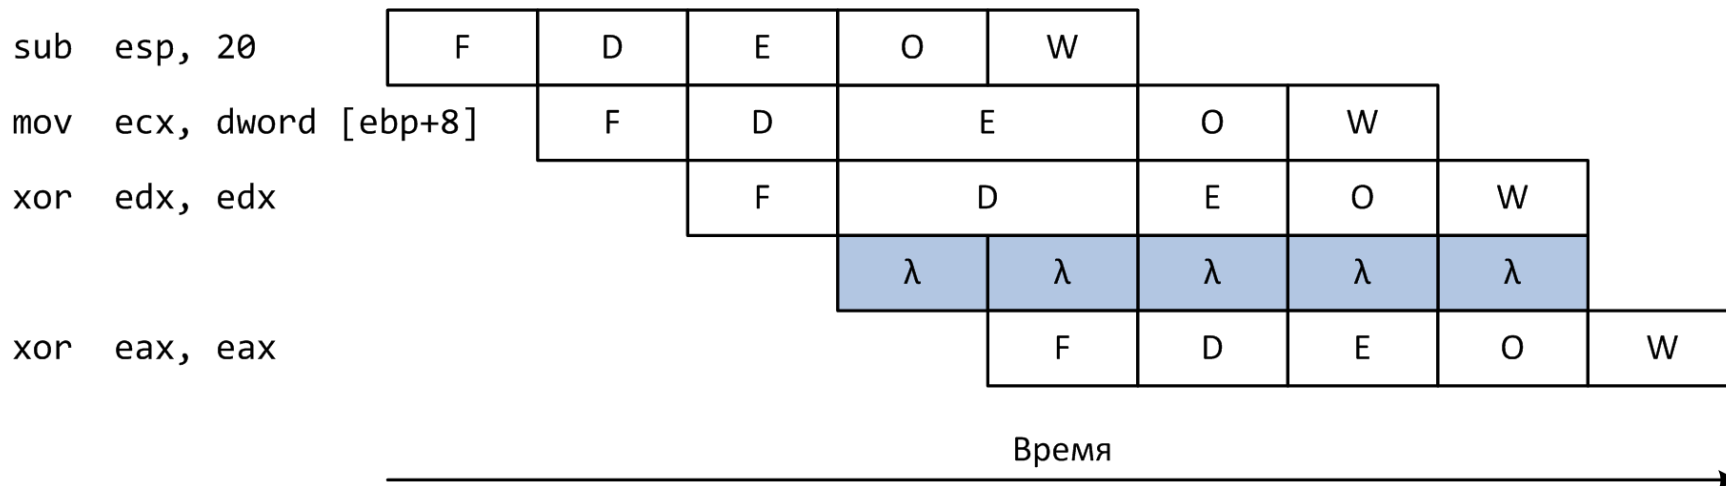 sub esp, 20 F D E O W
mov ecx, dword [ebp+8] F D E O W
xor edx, edx F D E O W
λ λ λ λ λ
xor eax, eax F D E O W
Время